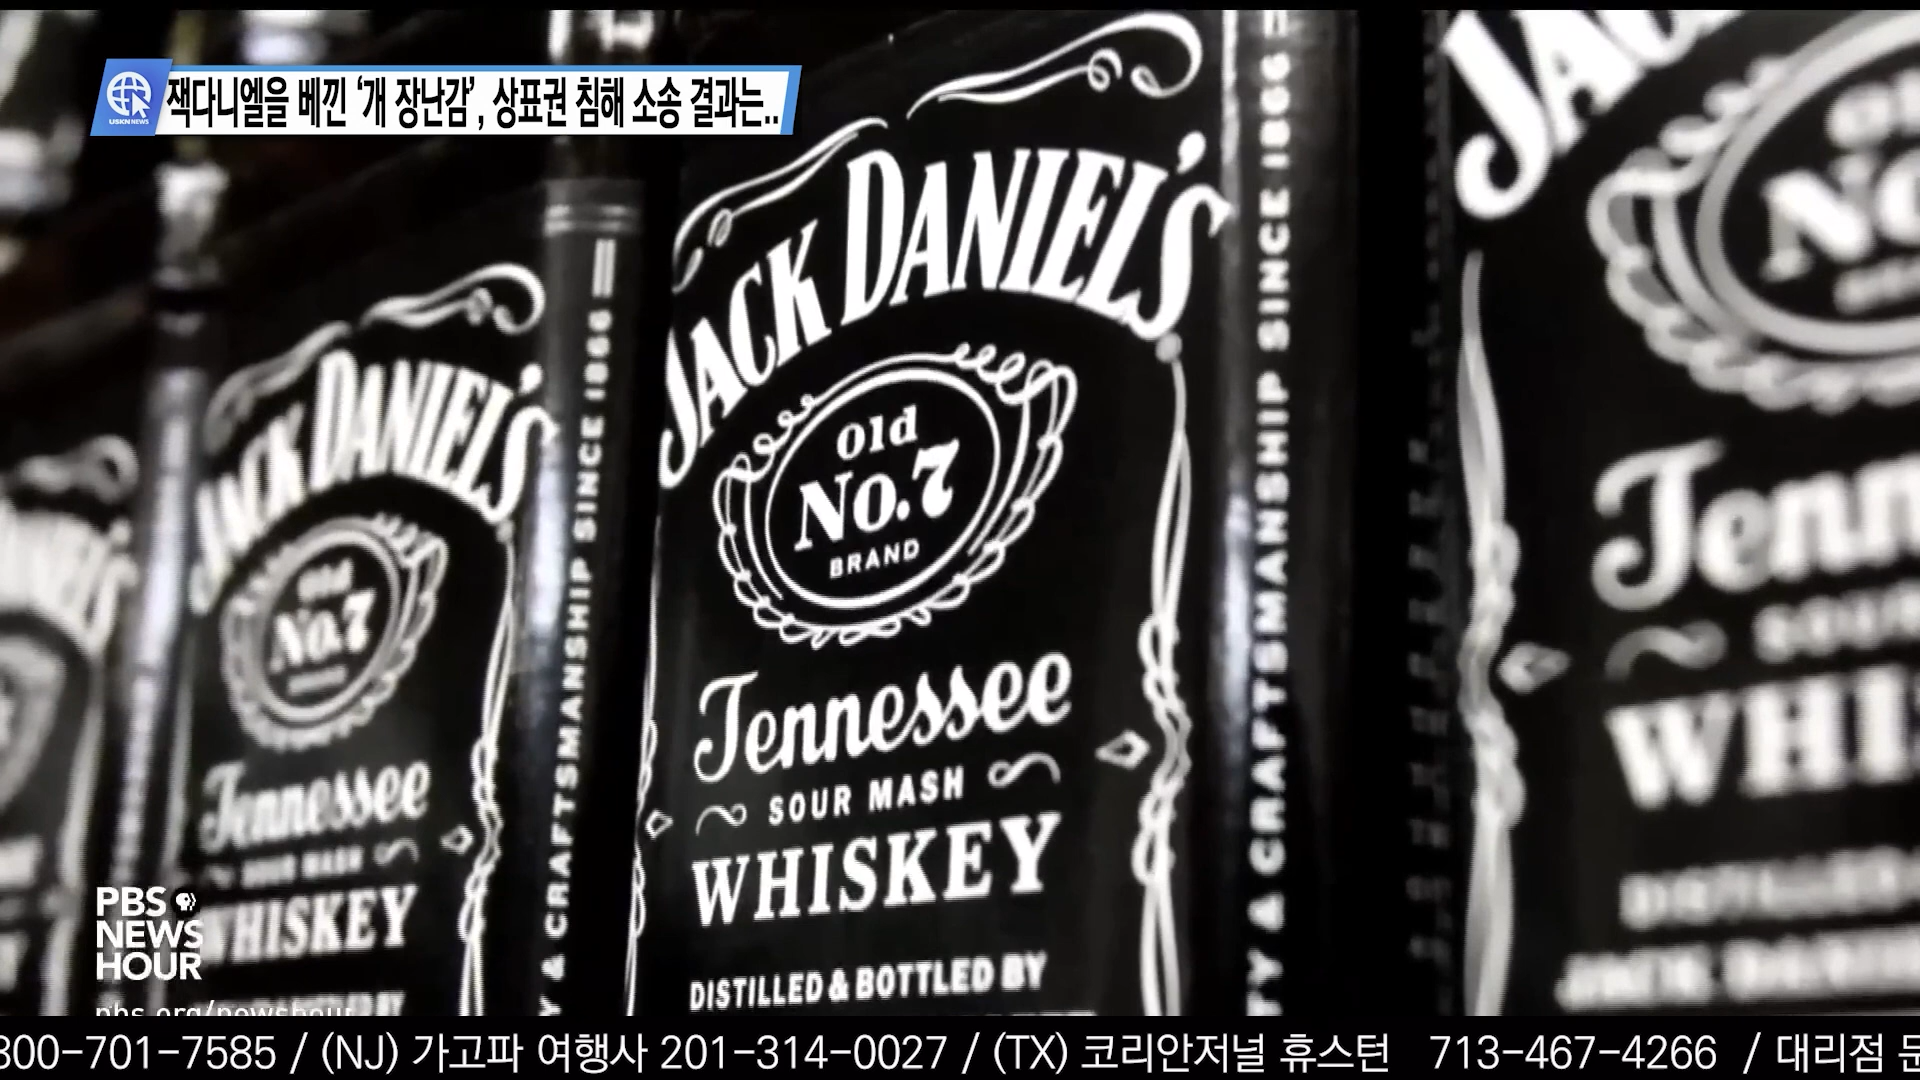 USKN NEWS
잭다니엘을 베낀 '개 장난감', 상표권 침해 소송 결과는..
JACK DANIEL'S
Old
No.7
BRAND
Tennessee
SOUR MASH
WHISKEY
DISTILLED & BOTTLED BY
& CRAFTSMANSHIP SINCE 1866
JACK DANIEL'S
Old
No.7
Tennessee
SOUR MASH
WHISKEY
& CRAFTSMANSHIP SINCE 1866
PBS
NEWS
HOUR
pbs.org/newshour
800-701-7585 / (NJ) 가고파 여행사 201-314-0027 / (TX) 코리안저널 휴스턴 713-467-4266 / 대리점